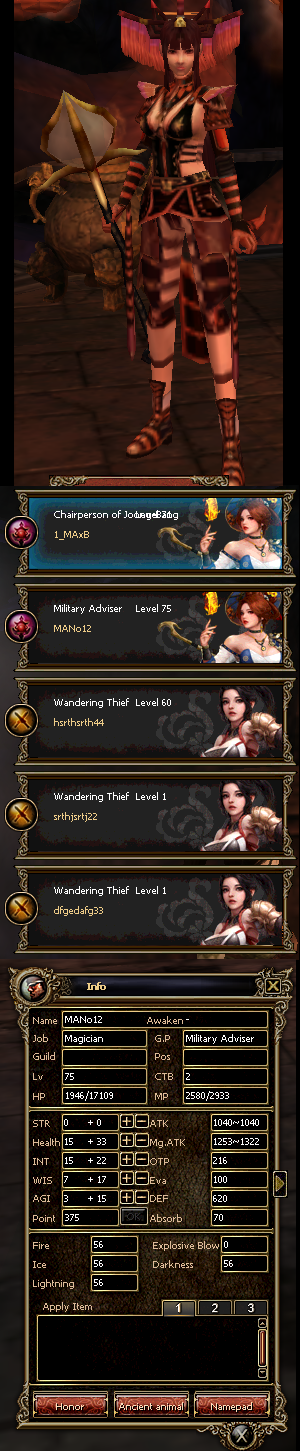 Chairperson of
1_MAxB
Military Adviser Level 75
MANo12
Wandering Thief Level 60
hsrthsrth44
Wandering Thief Level 1
srthjsrtj22
Wandering Thief Level 1
dfgedafg33
Info
Name MANo12 Awaken -
Job Magician G.P Military Adviser
Guild Pos
Lv 75 CTB 2
HP 1946/17109 MP 2580/2933
STR 0 + 0 ATK 1040~1040
Health 15 + 33 Mg.ATK 1253~1322
INT 15 + 22 OTP 216
WIS 7 + 17 Eva 100
AGI 3 + 15 DEF 620
Point 375 OK Absorb 70
Fire 56 Explosive Blow 0
Ice 56 Darkness 56
Lightning 56
Apply Item 1 2 3
Honor Ancient animal Namepad